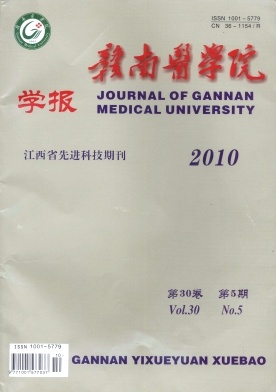 ISSN 1001-5779
CN 36-1154/R
赣南医学院
学报
JOURNAL OF GANNAN
MEDICAL UNIVERSITY
江西省先进科技期刊
2010
第30卷 第5期
Vol.30 No.5
ISSN 1001-5779
GANNAN YIXUEYUAN XUEBAO